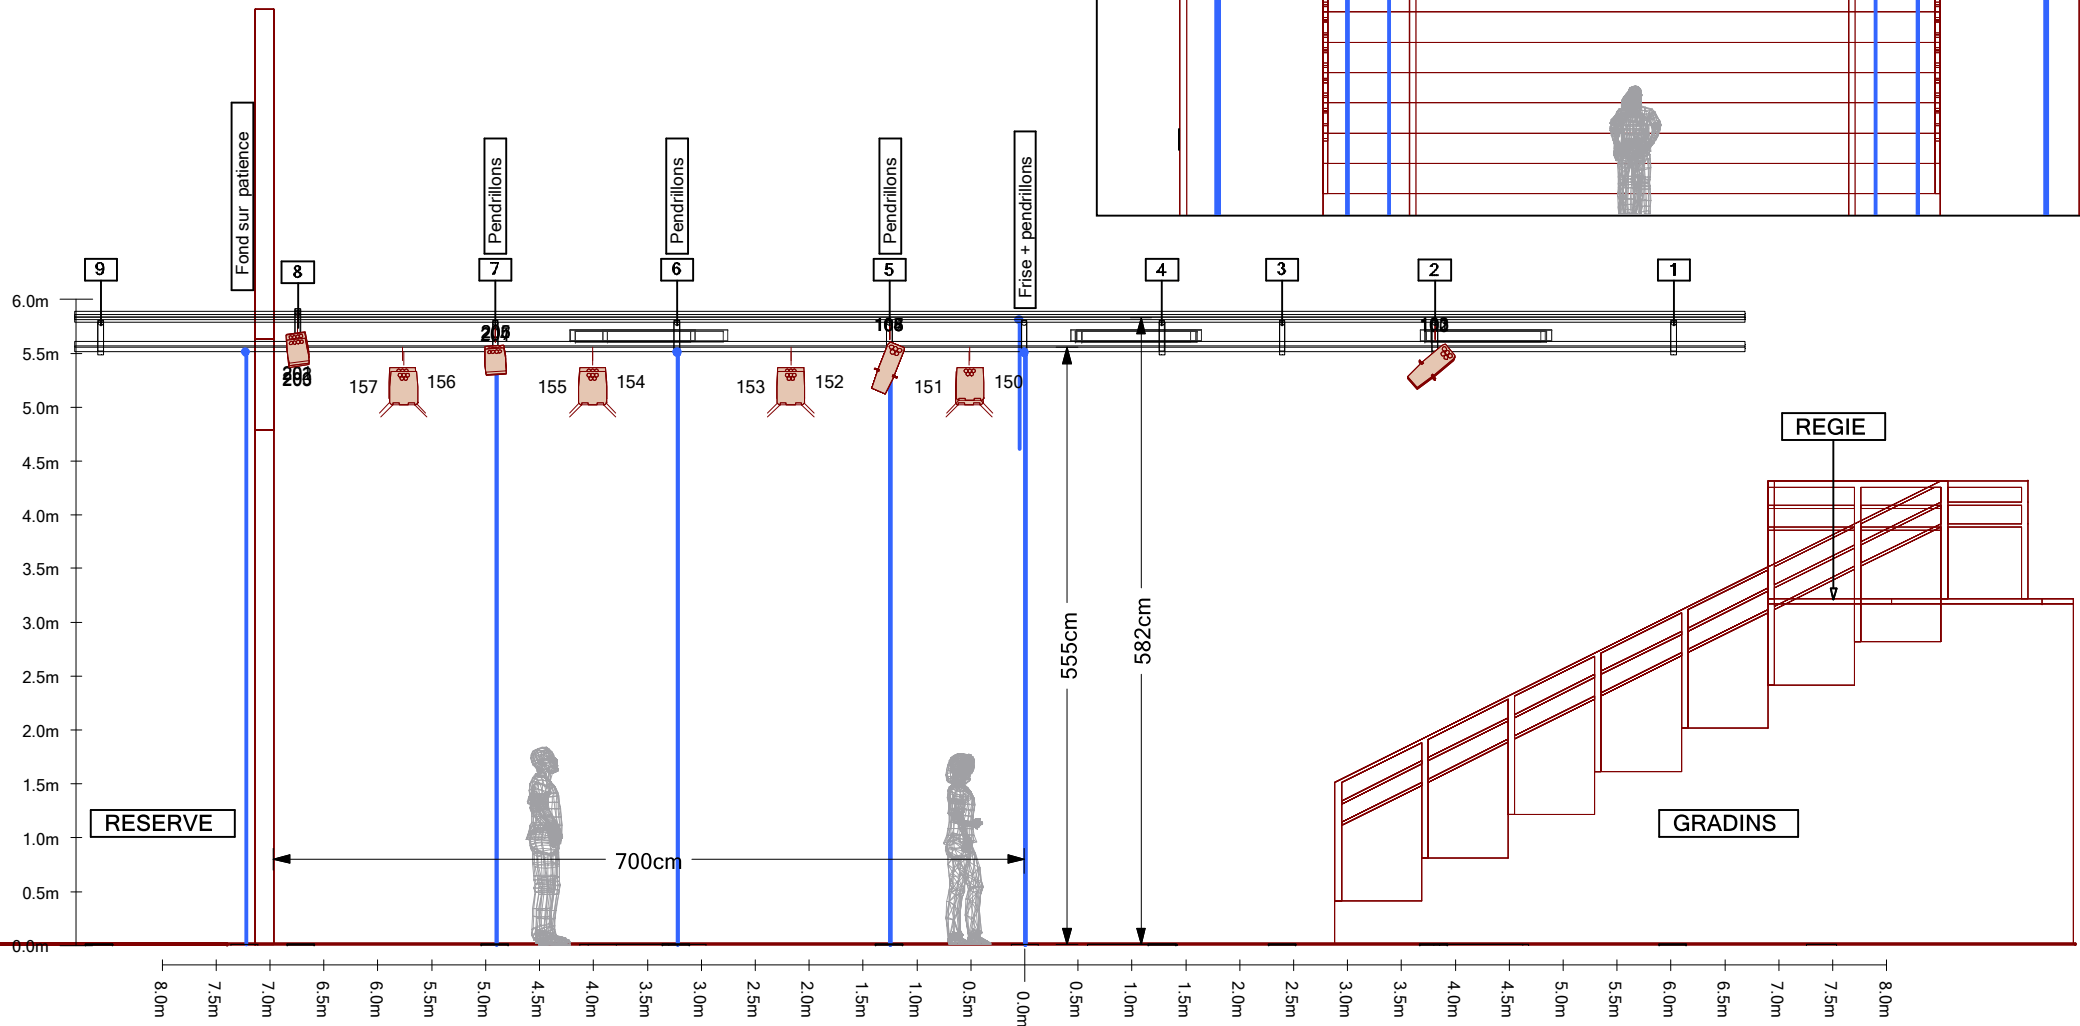 Fond sur patience
Pendrillons
Pendrillons
Pendrillons
Frise + pendrillons
9
8
7
6
5
4
3
2
1
6.0m
5.5m
5.0m
4.5m
4.0m
3.5m
3.0m
2.5m
2.0m
1.5m
1.0m
0.5m
0.0m
157
156
155
154
153
152
151
150
REGIE
555cm
582cm
RESERVE
GRADINS
700cm
8.0m
7.5m
7.0m
6.5m
6.0m
5.5m
5.0m
4.5m
4.0m
3.5m
3.0m
2.5m
2.0m
1.5m
1.0m
0.5m
0.0m
0.5m
1.0m
1.5m
2.0m
2.5m
3.0m
3.5m
4.0m
4.5m
5.0m
5.5m
6.0m
6.5m
7.0m
7.5m
8.0m